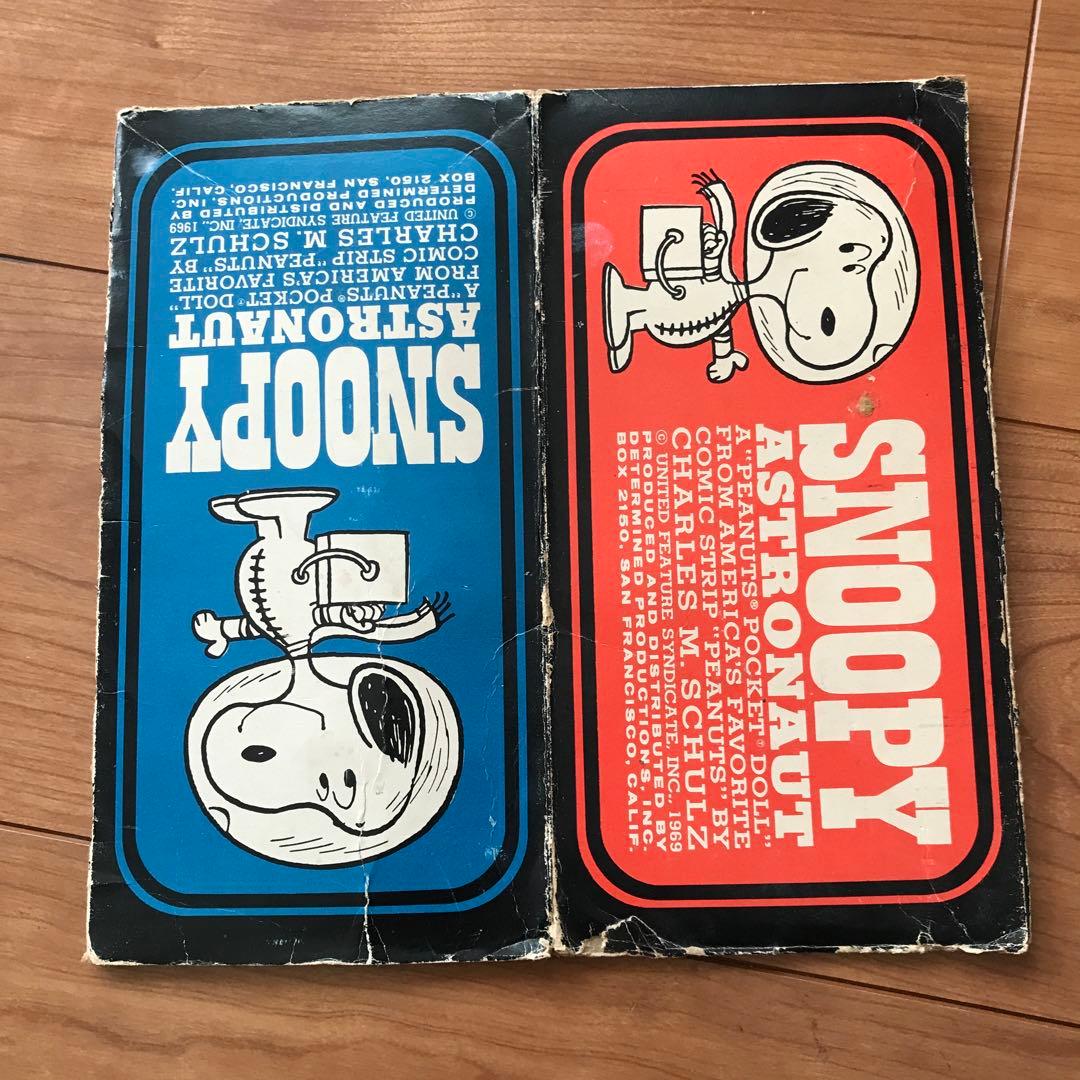 SNOOPY
ASTRONAUT
A "PEANUTS® POCKET® DOLL"
FROM AMERICA'S FAVORITE
COMIC STRIP "PEANUTS" BY
CHARLES M. SCHULZ
© UNITED FEATURE SYNDICATE, INC., 1969
PRODUCED AND DISTRIBUTED BY
DETERMINED PRODUCTIONS, INC.
BOX 2150, SAN FRANCISCO, CALIF.
SNOOPY
ASTRONAUT
A "PEANUTS® POCKET® DOLL"
FROM AMERICA'S FAVORITE
COMIC STRIP "PEANUTS" BY
CHARLES M. SCHULZ
© UNITED FEATURE SYNDICATE, INC., 1969
PRODUCED AND DISTRIBUTED BY
DETERMINED PRODUCTIONS, INC.
BOX 2150, SAN FRANCISCO, CALIF.